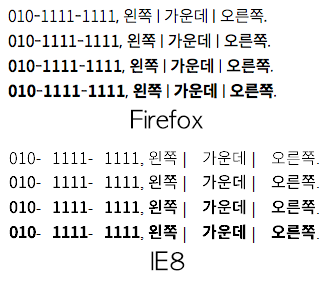 010-1111-1111, 왼쪽 | 가운데 | 오른쪽.
010-1111-1111, 왼쪽 | 가운데 | 오른쪽.
010-1111-1111, 왼쪽 | 가운데 | 오른쪽.
010-1111-1111, 왼쪽 | 가운데 | 오른쪽.
Firefox
010- 1111- 1111, 왼쪽 | 가운데 | 오른쪽.
010- 1111- 1111, 왼쪽 | 가운데 | 오른쪽.
010- 1111- 1111, 왼쪽 | 가운데 | 오른쪽.
010- 1111- 1111, 왼쪽 | 가운데 | 오른쪽.
IE8